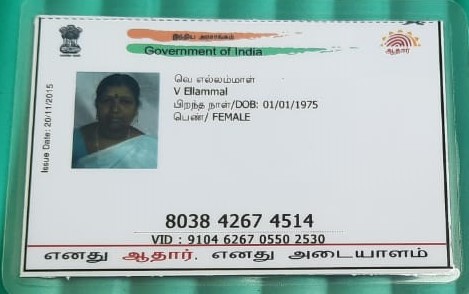 இந்திய அரசாங்கம்
Government of India
ஆதார்
Issue Date: 20/11/2015
வெ எல்லம்மாள்
V Ellammal
பிறந்த நாள்/DOB: 01/01/1975
பெண்/ FEMALE
8038 4267 4514
VID : 9104 6267 0550 2530
எனது ஆதார், எனது அடையாளம்